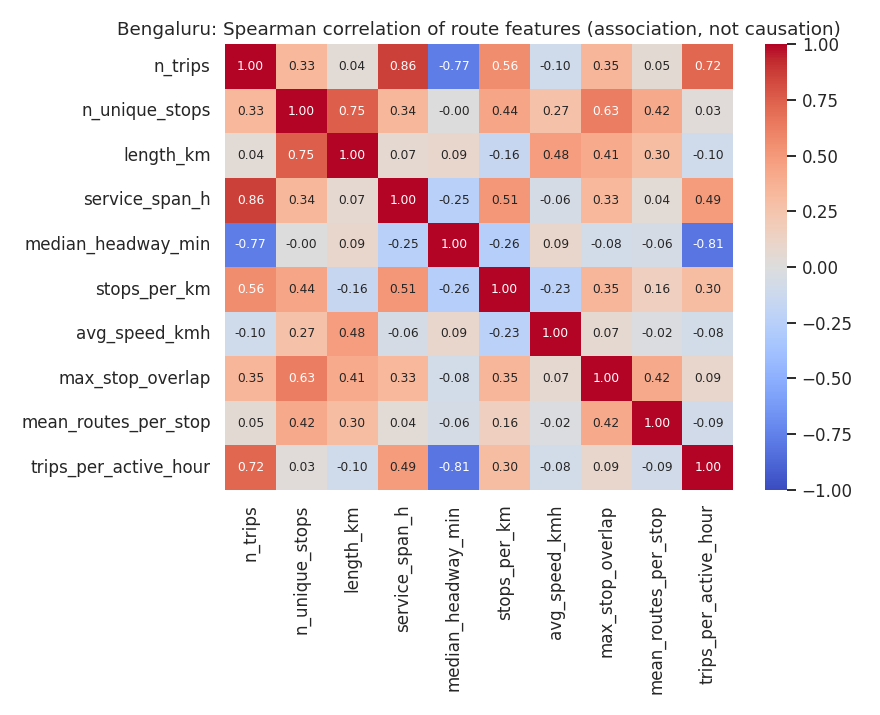 Bengaluru: Spearman correlation of route features (association, not causation)
n_trips 1.00 0.33 0.04 0.86 -0.77 0.56 -0.10 0.35 0.05 0.72
n_unique_stops 0.33 1.00 0.75 0.34 -0.00 0.44 0.27 0.63 0.42 0.03
length_km 0.04 0.75 1.00 0.07 0.09 -0.16 0.48 0.41 0.30 -0.10
service_span_h 0.86 0.34 0.07 1.00 -0.25 0.51 -0.06 0.33 0.04 0.49
median_headway_min -0.77 -0.00 0.09 -0.25 1.00 -0.26 0.09 -0.08 -0.06 -0.81
stops_per_km 0.56 0.44 -0.16 0.51 -0.26 1.00 -0.23 0.35 0.16 0.30
avg_speed_kmh -0.10 0.27 0.48 -0.06 0.09 -0.23 1.00 0.07 -0.02 -0.08
max_stop_overlap 0.35 0.63 0.41 0.33 -0.08 0.35 0.07 1.00 0.42 0.09
mean_routes_per_stop 0.05 0.42 0.30 0.04 -0.06 0.16 -0.02 0.42 1.00 -0.09
trips_per_active_hour 0.72 0.03 -0.10 0.49 -0.81 0.30 -0.08 0.09 -0.09 1.00
n_trips
n_unique_stops
length_km
service_span_h
median_headway_min
stops_per_km
avg_speed_kmh
max_stop_overlap
mean_routes_per_stop
trips_per_active_hour
1.00
0.75
0.50
0.25
0.00
−0.25
−0.50
−0.75
−1.00